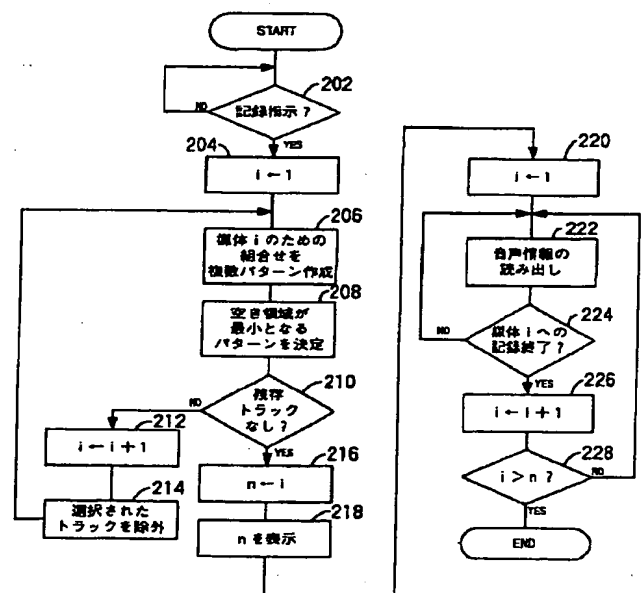 START
202
記録指示?
NO
YES
204
i←1
206
媒体iのための
組合せを
複数パターン作成
208
空き領域が
最小となる
パターンを決定
210
残存
トラック
なし?
NO
YES
212
i←i+1
214
選択された
トラックを除外
216
n←i
218
nを表示
220
i←1
222
音声情報の
読み出し
224
媒体iへの
記録終了?
NO
YES
226
i←i+1
228
i>n?
NO
YES
END